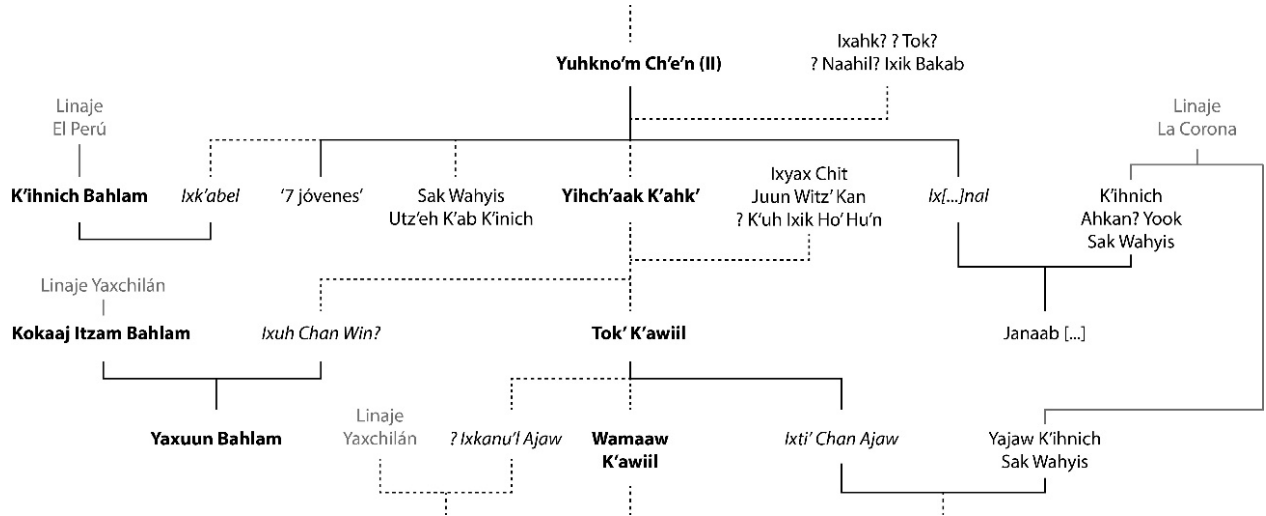 Ixahk? ? Tok?
? Naahil? Ixik Bakab
Yuhkno’m Ch’e’n (II)
Linaje
El Perú
Linaje
La Corona
K’ihnich Bahlam
Ixk’abel
‘7 jóvenes’
Sak Wahyis
Utz’eh K’ab K’inich
Yihch’aak K’ahk’
Ixyax Chit
Juun Witz’ Kan
? K’uh Ixik Ho’ Hu’n
Ix[...]nal
K’ihnich
Ahkan? Yook
Sak Wahyis
Linaje Yaxchilán
Kokaaj Itzam Bahlam
Ixuh Chan Win?
Tok’ K’awiil
Janaab [...]
Yaxuun Bahlam
Linaje
Yaxchilán
? Ixkanu’l Ajaw
Wamaaw
K’awiil
Ixti’ Chan Ajaw
Yajaw K’ihnich
Sak Wahyis